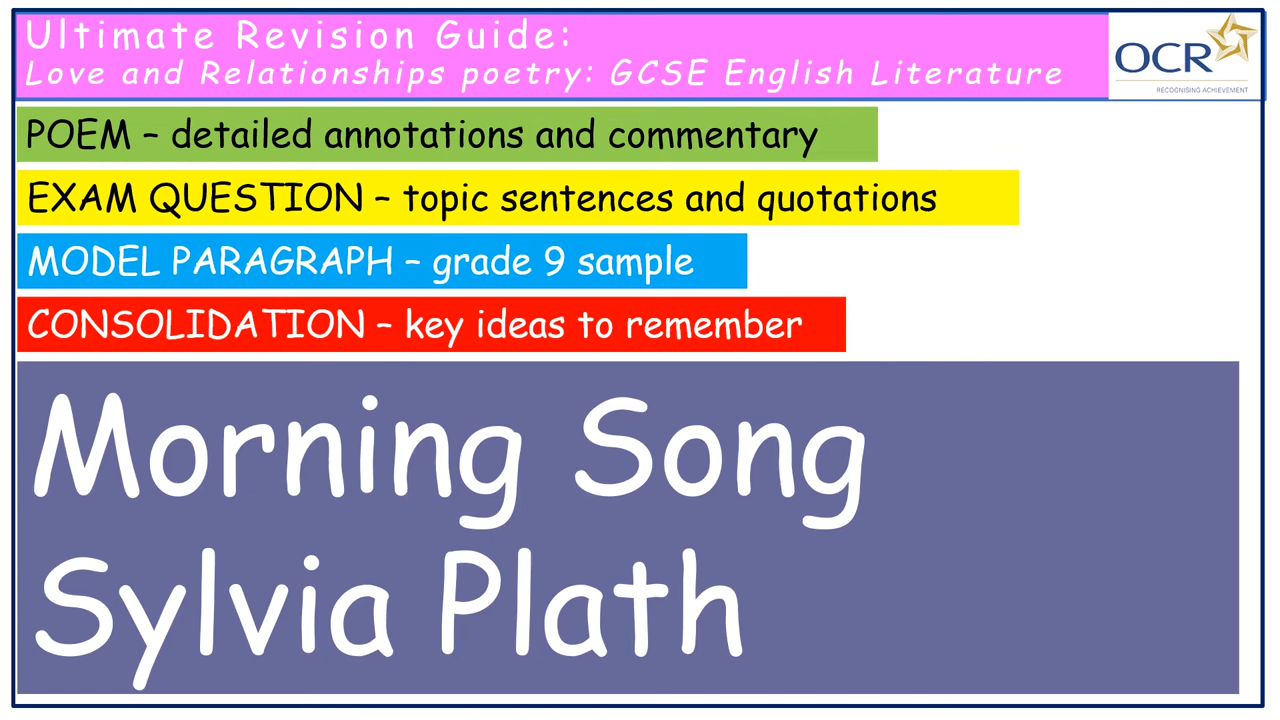 Ultimate Revision Guide:
Love and Relationships poetry: GCSE English Literature
OCR
RECOGNISING ACHIEVEMENT
POEM – detailed annotations and commentary
EXAM QUESTION – topic sentences and quotations
MODEL PARAGRAPH – grade 9 sample
CONSOLIDATION – key ideas to remember
Morning Song
Sylvia Plath